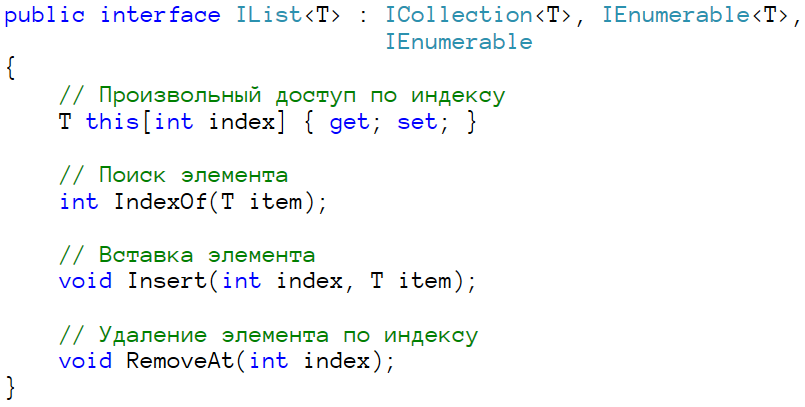 public interface IList<T> : ICollection<T>, IEnumerable<T>,
IEnumerable
{
// Произвольный доступ по индексу
T this[int index] { get; set; }
// Поиск элемента
int IndexOf(T item);
// Вставка элемента
void Insert(int index, T item);
// Удаление элемента по индексу
void RemoveAt(int index);
}